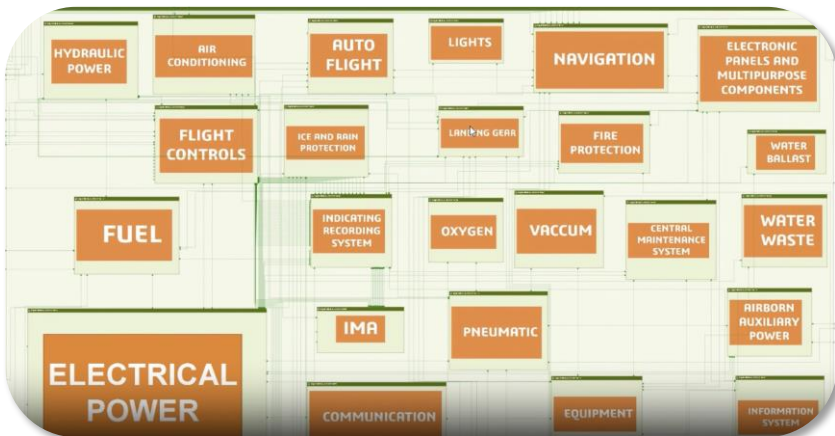 HYDRAULIC
POWER
AIR
CONDITIONING
AUTO
FLIGHT
LIGHTS
NAVIGATION
ELECTRONIC
PANELS AND
MULTIPURPOSE
COMPONENTS
FLIGHT
CONTROLS
ICE AND RAIN
PROTECTION
LANDING GEAR
FIRE
PROTECTION
WATER
BALLAST
FUEL
INDICATING
RECORDING
SYSTEM
OXYGEN
VACCUM
CENTRAL
MAINTENANCE
SYSTEM
WATER
WASTE
IMA
PNEUMATIC
AIRBORN
AUXILIARY
POWER
ELECTRICAL
POWER
COMMUNICATION
EQUIPMENT
INFORMATION
SYSTEM